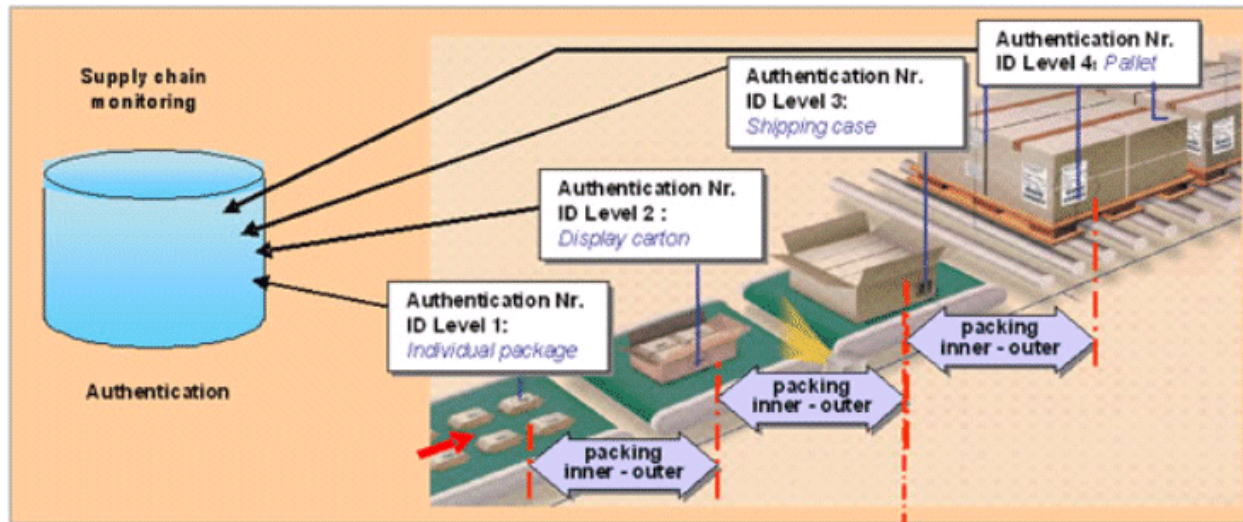 Supply chain
monitoring
Authentication
Authentication Nr.
ID Level 1:
Individual package
Authentication Nr.
ID Level 2 :
Display carton
Authentication Nr.
ID Level 3:
Shipping case
Authentication Nr.
ID Level 4: Pallet
packing
inner - outer
packing
inner - outer
packing
inner - outer